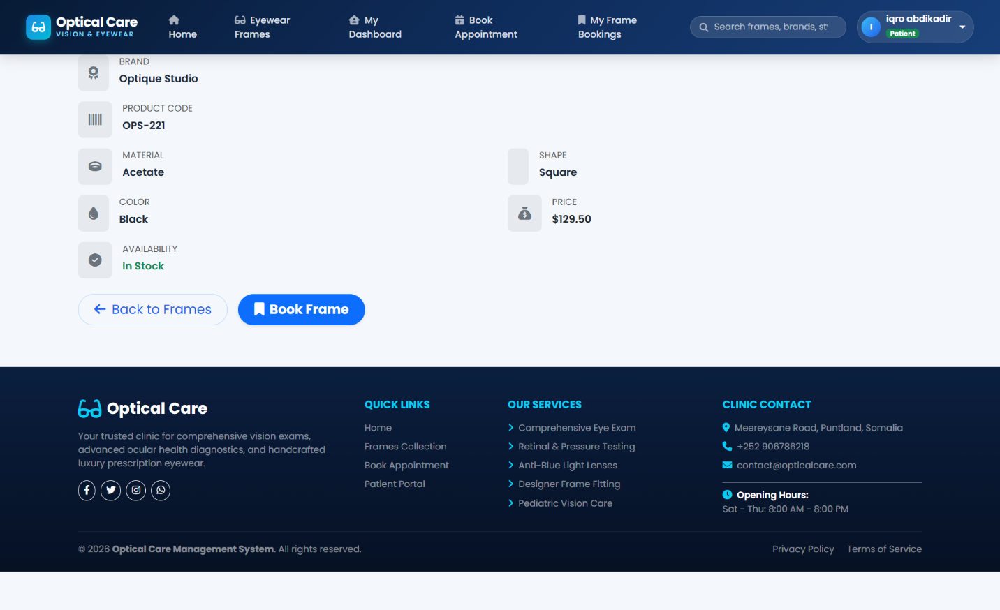 Optical Care
VISION & EYEWEAR
Home
Eyewear
Frames
My
Dashboard
Book
Appointment
My Frame
Bookings
Search frames, brands, st
I
iqro abdikadir
Patient
BRAND
Optique Studio
PRODUCT CODE
OPS-221
MATERIAL
Acetate
SHAPE
Square
COLOR
Black
PRICE
$129.50
AVAILABILITY
In Stock
Back to Frames
Book Frame
Optical Care
Your trusted clinic for comprehensive vision exams,
advanced ocular health diagnostics, and handcrafted
luxury prescription eyewear.
QUICK LINKS
Home
Frames Collection
Book Appointment
Patient Portal
OUR SERVICES
Comprehensive Eye Exam
Retinal & Pressure Testing
Anti-Blue Light Lenses
Designer Frame Fitting
Pediatric Vision Care
CLINIC CONTACT
Meereysane Road, Puntland, Somalia
+252 906786218
contact@opticalcare.com
Opening Hours:
Sat - Thu: 8:00 AM - 8:00 PM
© 2026 Optical Care Management System. All rights reserved.
Privacy Policy
Terms of Service